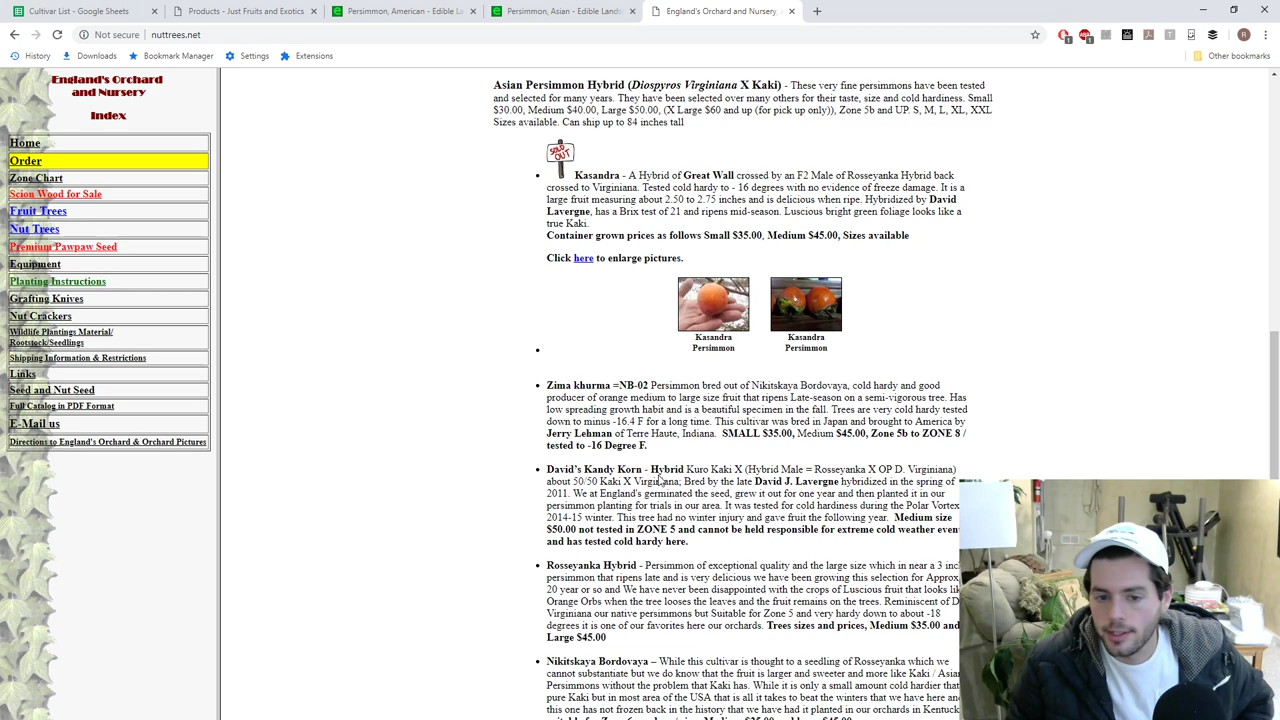 Cultivar List - Google Sheets
Products - Just Fruits and Exotics
Persimmon, American - Edible La
Persimmon, Asian - Edible Lands
England's Orchard and Nursery,
Not secure
nuttrees.net
R
History
Downloads
Bookmark Manager
Settings
Extensions
Other bookmarks
England's Orchard
and Nursery
Index
Home
Order
Zone Chart
Scion Wood for Sale
Fruit Trees
Nut Trees
Premium Pawpaw Seed
Equipment
Planting Instructions
Grafting Knives
Nut Crackers
Wildlife Plantings Material/
Rootstock/Seedlings
Shipping Information & Restrictions
Links
Seed and Nut Seed
Full Catalog in PDF Format
E-Mail us
Directions to England's Orchard & Orchard Pictures
Asian Persimmon Hybrid (Diospyros Virginiana X Kaki) - These very fine persimmons have been tested
and selected for many years. They have been selected over many others for their taste, size and cold hardiness. Small
$30.00, Medium $40.00, Large $50.00, (X Large $60 and up (for pick up only)), Zone 5b and UP. S, M, L, XL, XXL
Sizes available. Can ship up to 84 inches tall
SOLD OUT
Kasandra - A Hybrid of Great Wall crossed by an F2 Male of Rosseyanka Hybrid back
crossed to Virginiana. Tested cold hardy to - 16 degrees with no evidence of freeze damage. It is a
large fruit measuring about 2.50 to 2.75 inches and is delicious when ripe. Hybridized by David
Lavergne, has a Brix test of 21 and ripens mid-season. Luscious bright green foliage looks like a
true Kaki.
Container grown prices as follows Small $35.00, Medium $45.00, Sizes available
Click here to enlarge pictures.
Kasandra
Persimmon
Kasandra
Persimmon
Zima khurma =NB-02 Persimmon bred out of Nikitskaya Bordovaya, cold hardy and good
producer of orange medium to large size fruit that ripens Late-season on a semi-vigorous tree. Has
low spreading growth habit and is a beautiful specimen in the fall. Trees are very cold hardy tested
down to minus -16.4 F for a long time. This cultivar was bred in Japan and brought to America by
Jerry Lehman of Terre Haute, Indiana. SMALL $35.00, Medium $45.00, Zone 5b to ZONE 8 /
tested to -16 Degree F.
David's Kandy Korn - Hybrid Kuro Kaki X (Hybrid Male = Rosseyanka X OP D. Virginiana)
about 50/50 Kaki X Virginiana; Bred by the late David J. Lavergne hybridized in the spring of
2011. We at England's germinated the seed, grew it out for one year and then planted it in our
persimmon planting for trials in our area. It was tested for cold hardiness during the Polar Vortex
2014-15 winter. This tree had no winter injury and gave fruit the following year. Medium size
$50.00 not tested in ZONE 5 and cannot be held responsible for extreme cold weather even
and has tested cold hardy here.
Rosseyanka Hybrid - Persimmon of exceptional quality and the large size which in near a 3 inc
persimmon that ripens late and is very delicious we have been growing this selection for Approx.
20 year or so and We have never been disappointed with the crops of Luscious fruit that looks li
Orange Orbs when the tree looses the leaves and the fruit remains on the trees. Reminiscent of D
Virginiana our native persimmons but Suitable for Zone 5 and very hardy down to about -18
degrees it is one of our favorites here our orchards. Trees sizes and prices, Medium $35.00 and
Large $45.00
Nikitskaya Bordovaya – While this cultivar is thought to a seedling of Rosseyanka which we
cannot substantiate but we do know that the fruit is larger and sweeter and more like Kaki / Asian
Persimmons without the problem that Kaki has. While it is only a small amount cold hardier that
pure Kaki but in most area of the USA that is all it takes to beat the winters that we have here and
this one has not frozen back in the history that we have had it planted in our orchards in Kentuck